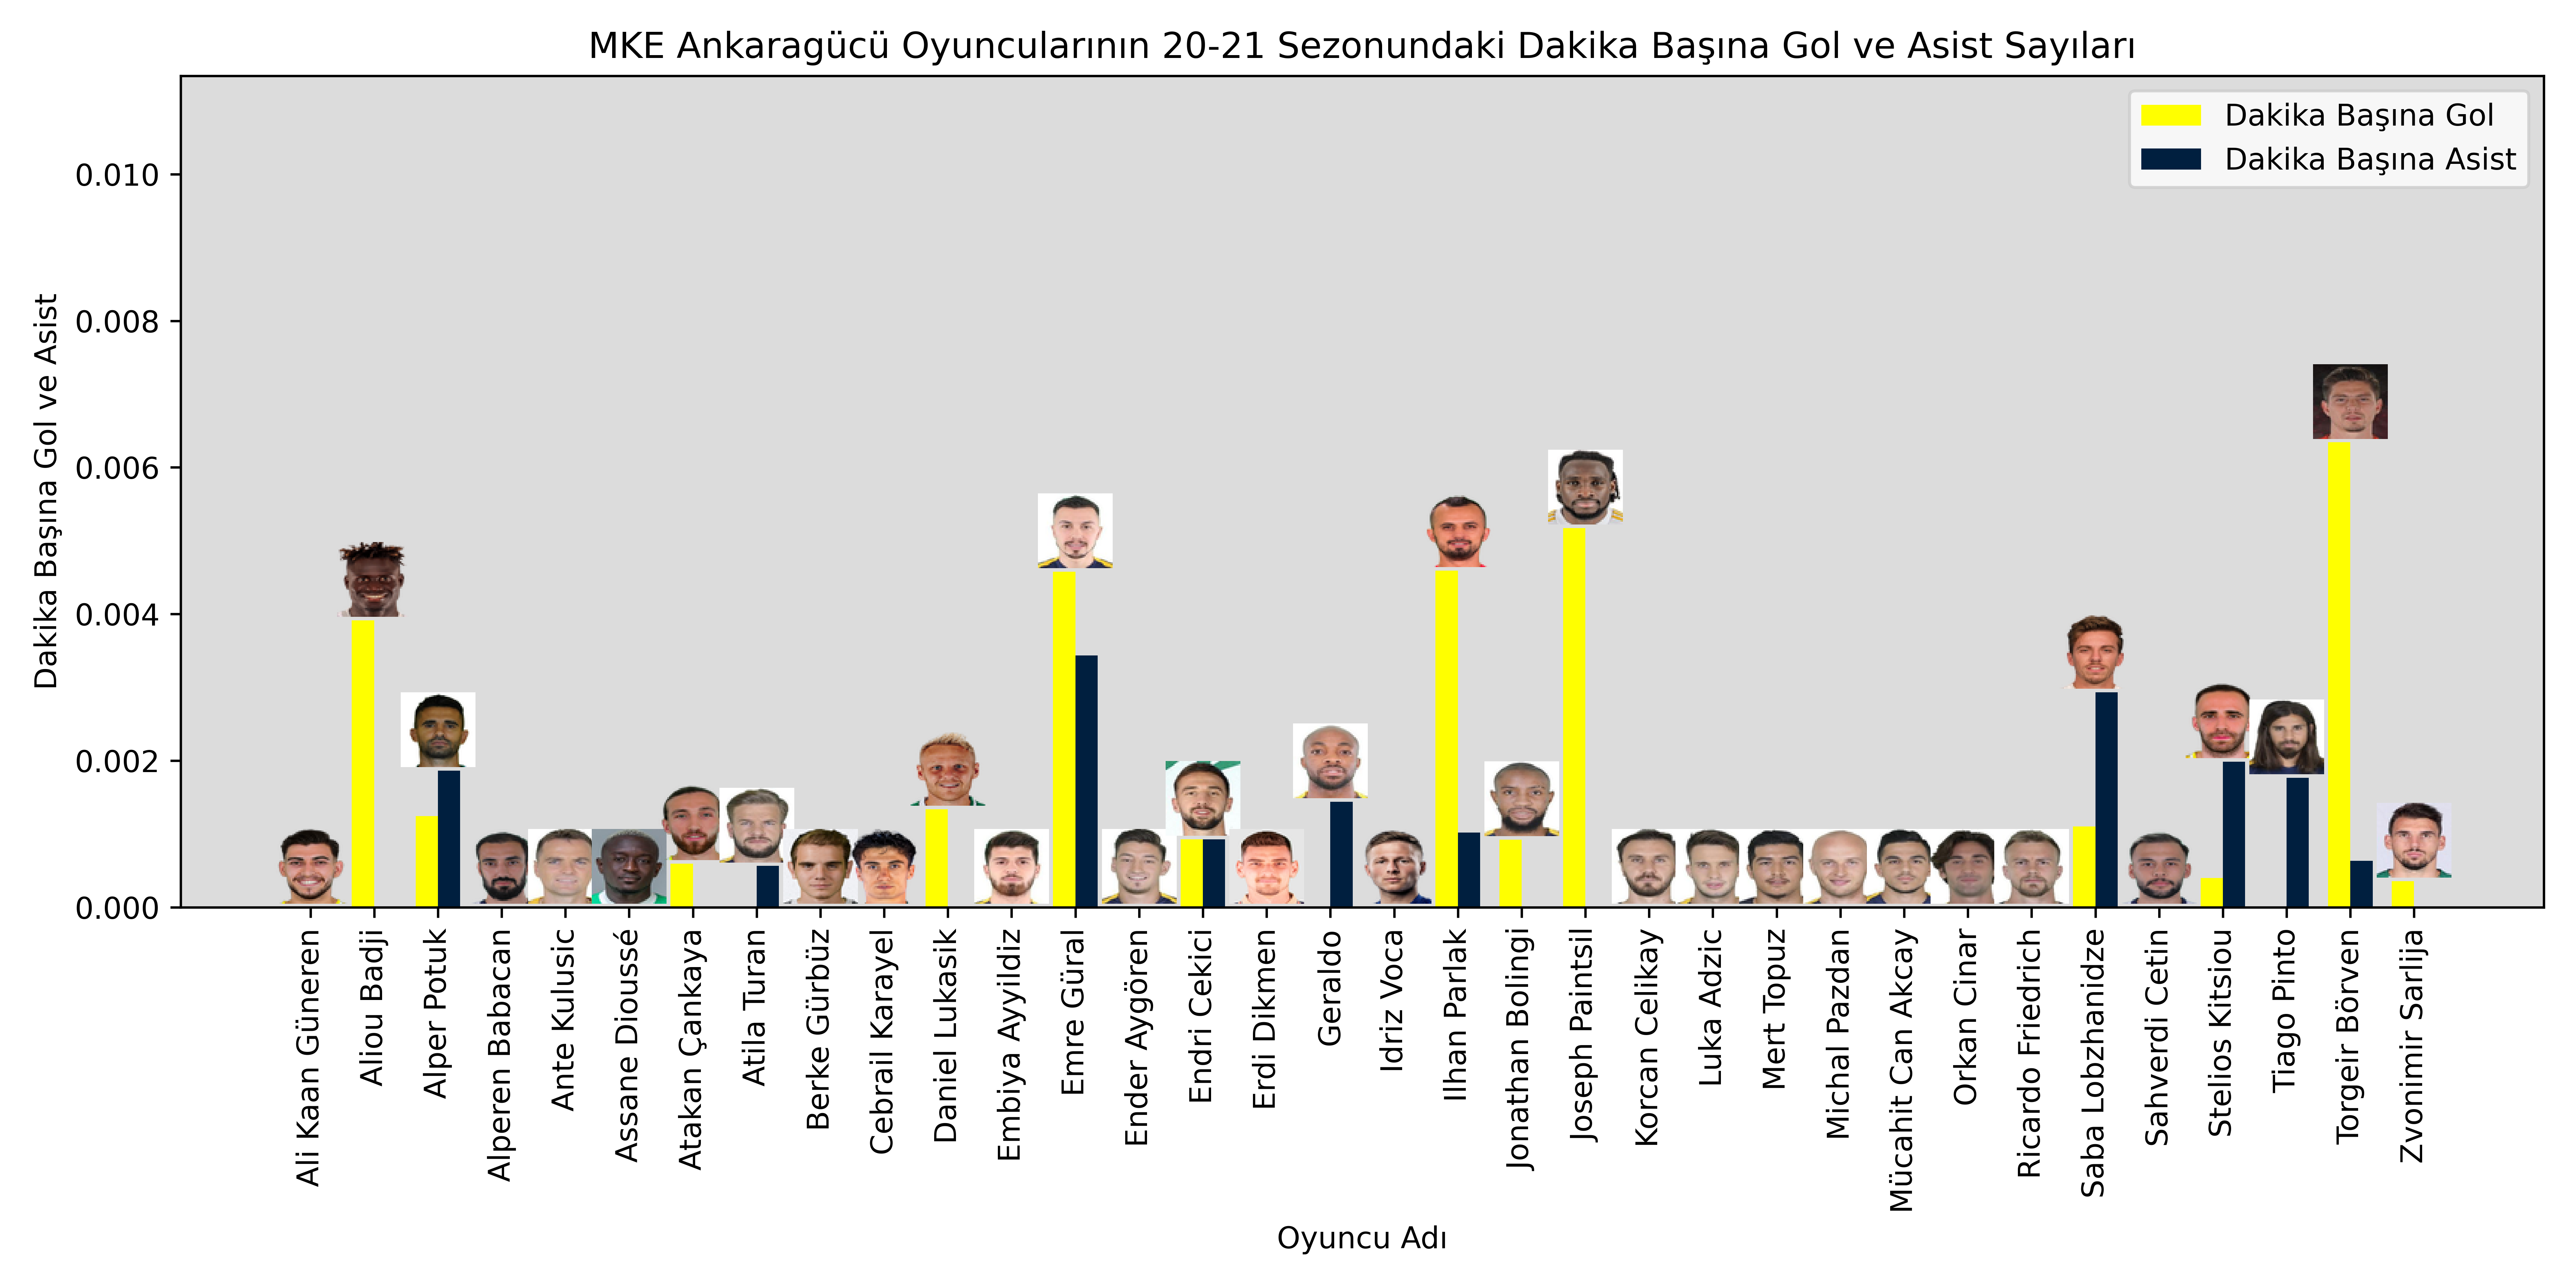 MKE Ankaragücü Oyuncularının 20-21 Sezonundaki Dakika Başına Gol ve Asist Sayıları
Dakika Başına Gol
Dakika Başına Asist
Dakika Başına Gol ve Asist
0.010
0.008
0.006
0.004
0.002
0.000
Ali Kaan Güneren
Aliou Badji
Alper Potuk
Alperen Babacan
Ante Kulusic
Assane Dioussé
Atakan Çankaya
Atila Turan
Berke Gürbüz
Cebrail Karayel
Daniel Lukasik
Embiya Ayyildiz
Emre Güral
Ender Aygören
Endri Cekici
Erdi Dikmen
Geraldo
Idriz Voca
Ilhan Parlak
Jonathan Bolingi
Joseph Paintsil
Korcan Celikay
Luka Adzic
Mert Topuz
Michal Pazdan
Mücahit Can Akcay
Orkan Cinar
Ricardo Friedrich
Saba Lobzhanidze
Sahverdi Cetin
Stelios Kitsiou
Tiago Pinto
Torgeir Börven
Zvonimir Sarlija
Oyuncu Adı